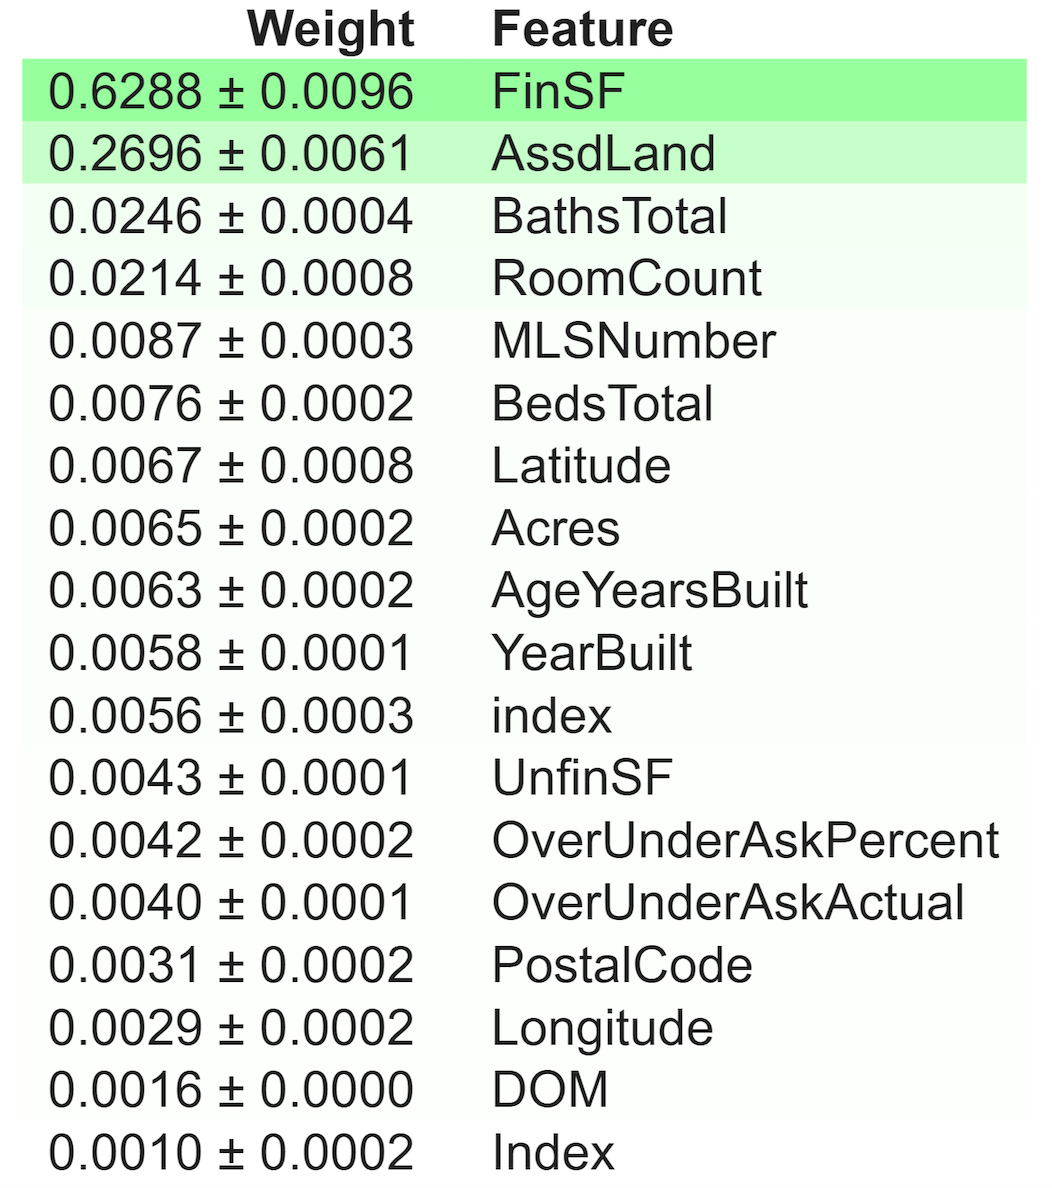 Weight Feature
0.6288 ± 0.0096 FinSF
0.2696 ± 0.0061 AssdLand
0.0246 ± 0.0004 BathsTotal
0.0214 ± 0.0008 RoomCount
0.0087 ± 0.0003 MLSNumber
0.0076 ± 0.0002 BedsTotal
0.0067 ± 0.0008 Latitude
0.0065 ± 0.0002 Acres
0.0063 ± 0.0002 AgeYearsBuilt
0.0058 ± 0.0001 YearBuilt
0.0056 ± 0.0003 index
0.0043 ± 0.0001 UnfinSF
0.0042 ± 0.0002 OverUnderAskPercent
0.0040 ± 0.0001 OverUnderAskActual
0.0031 ± 0.0002 PostalCode
0.0029 ± 0.0002 Longitude
0.0016 ± 0.0000 DOM
0.0010 ± 0.0002 Index